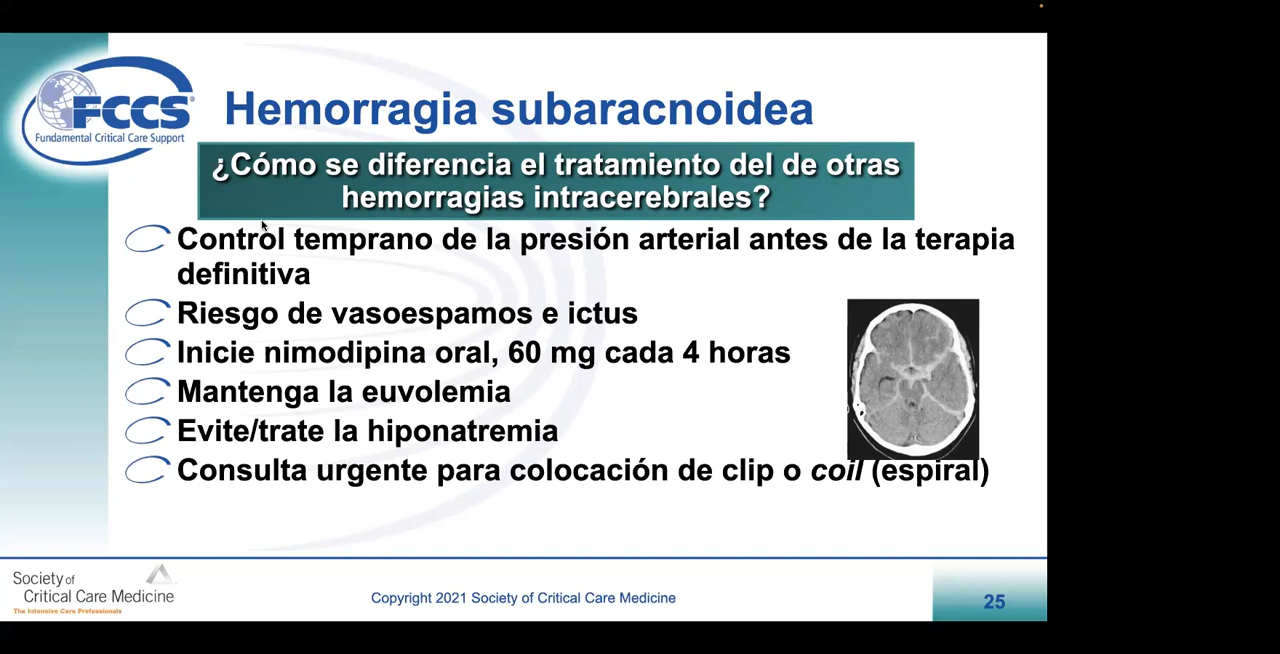 FCCS
Fundamental Critical Care Support
Hemorragia subaracnoidea
¿Cómo se diferencia el tratamiento del de otras
hemorragias intracerebrales?
Control temprano de la presión arterial antes de la terapia
definitiva
Riesgo de vasoespamos e ictus
Inicie nimodipina oral, 60 mg cada 4 horas
Mantenga la euvolemia
Evite/trate la hiponatremia
Consulta urgente para colocación de clip o coil (espiral)
Society of
Critical Care Medicine
The Intensive Care Professionals
Copyright 2021 Society of Critical Care Medicine
25